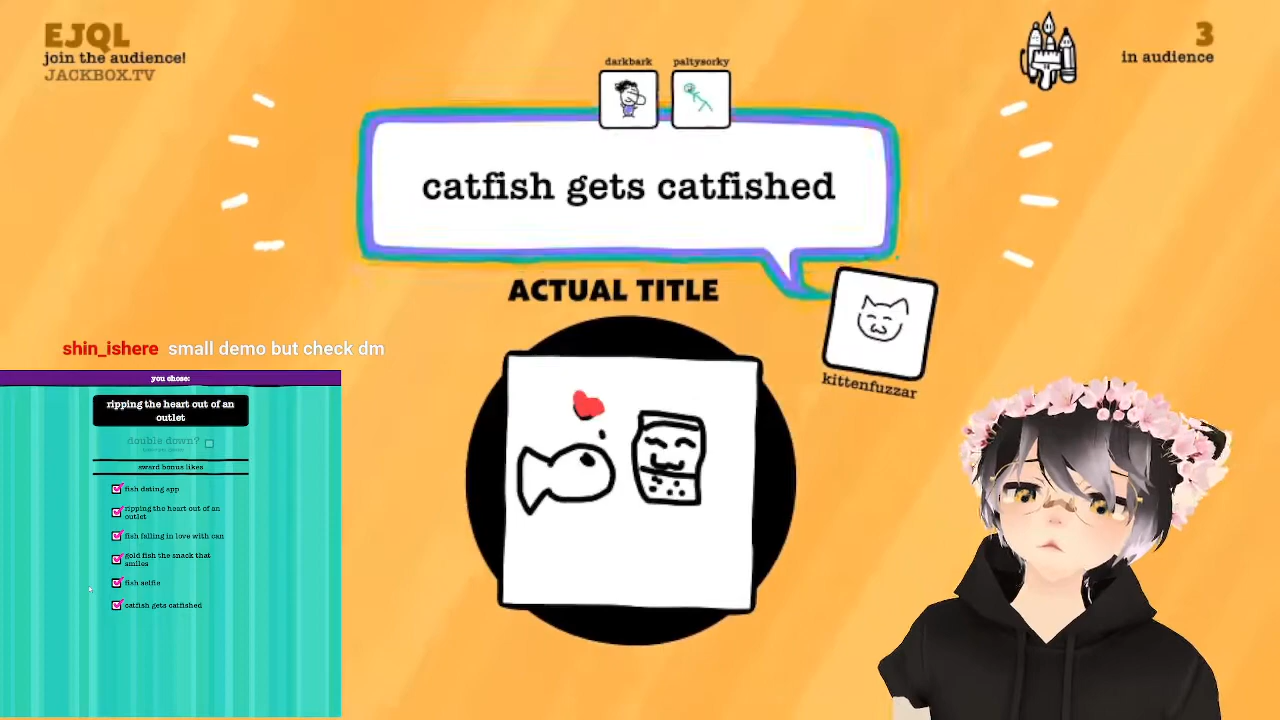 EJQL
join the audience!
JACKBOX.TV
3
in audience
darkbark
paltysorky
catfish gets catfished
ACTUAL TITLE
kittenfuzzar
shin_ishere small demo but check dm
you chose:
ripping the heart out of an
outlet
double down?
award bonus likes
fish dating app
ripping the heart out of an
outlet
fish falling in love with can
gold fish the snack that
smiles
fish selfie
catfish gets catfished